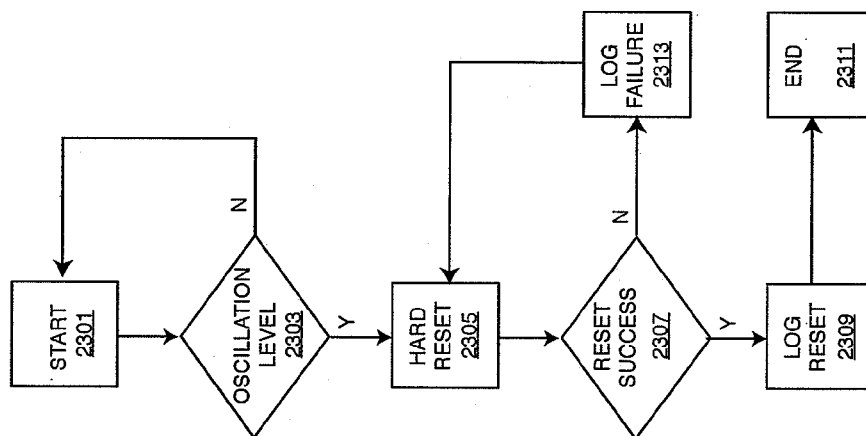 START
2301
OSCILLATION
LEVEL
2303
N
Y
HARD
RESET
2305
RESET
SUCCESS
2307
N
LOG
FAILURE
2313
Y
LOG
RESET
2309
END
2311